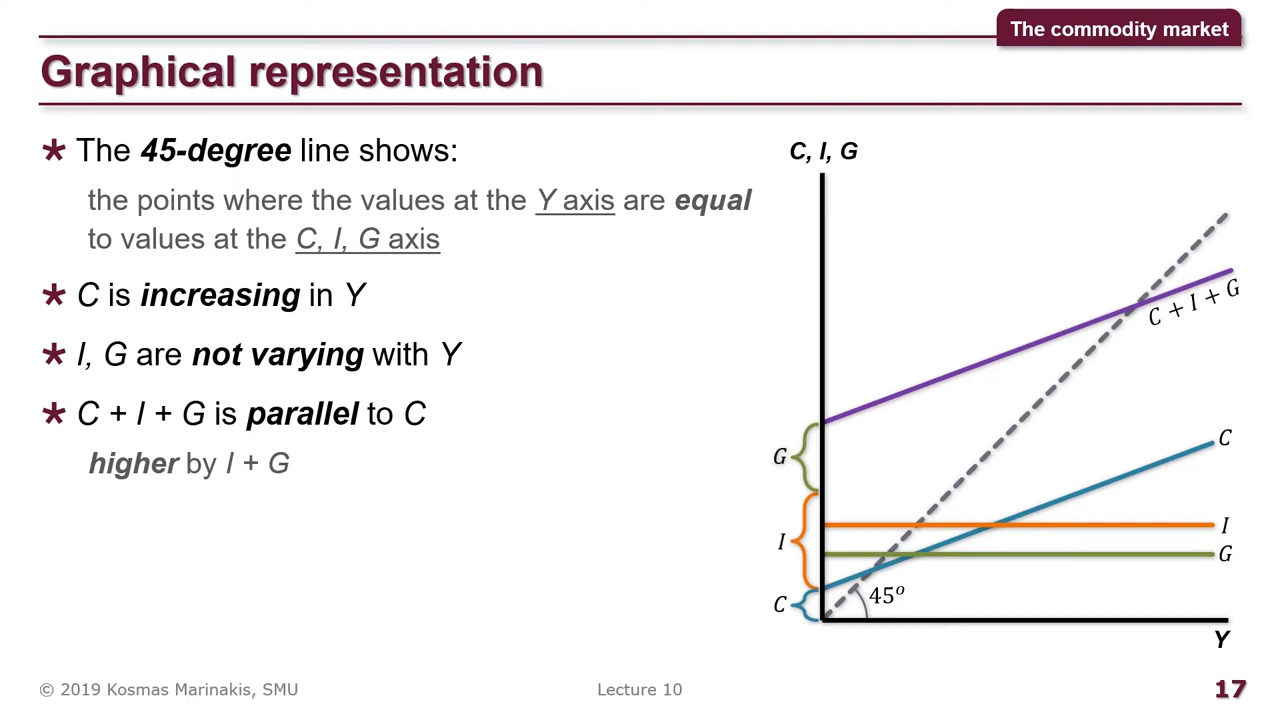 The commodity market
Graphical representation
* The 45-degree line shows:
the points where the values at the Y axis are equal
to values at the C, I, G axis
* C is increasing in Y
* I, G are not varying with Y
* C + I + G is parallel to C
higher by I + G
C, I, G
C + I + G
C
G
I
I
G
C
45°
Y
© 2019 Kosmas Marinakis, SMU
Lecture 10
17